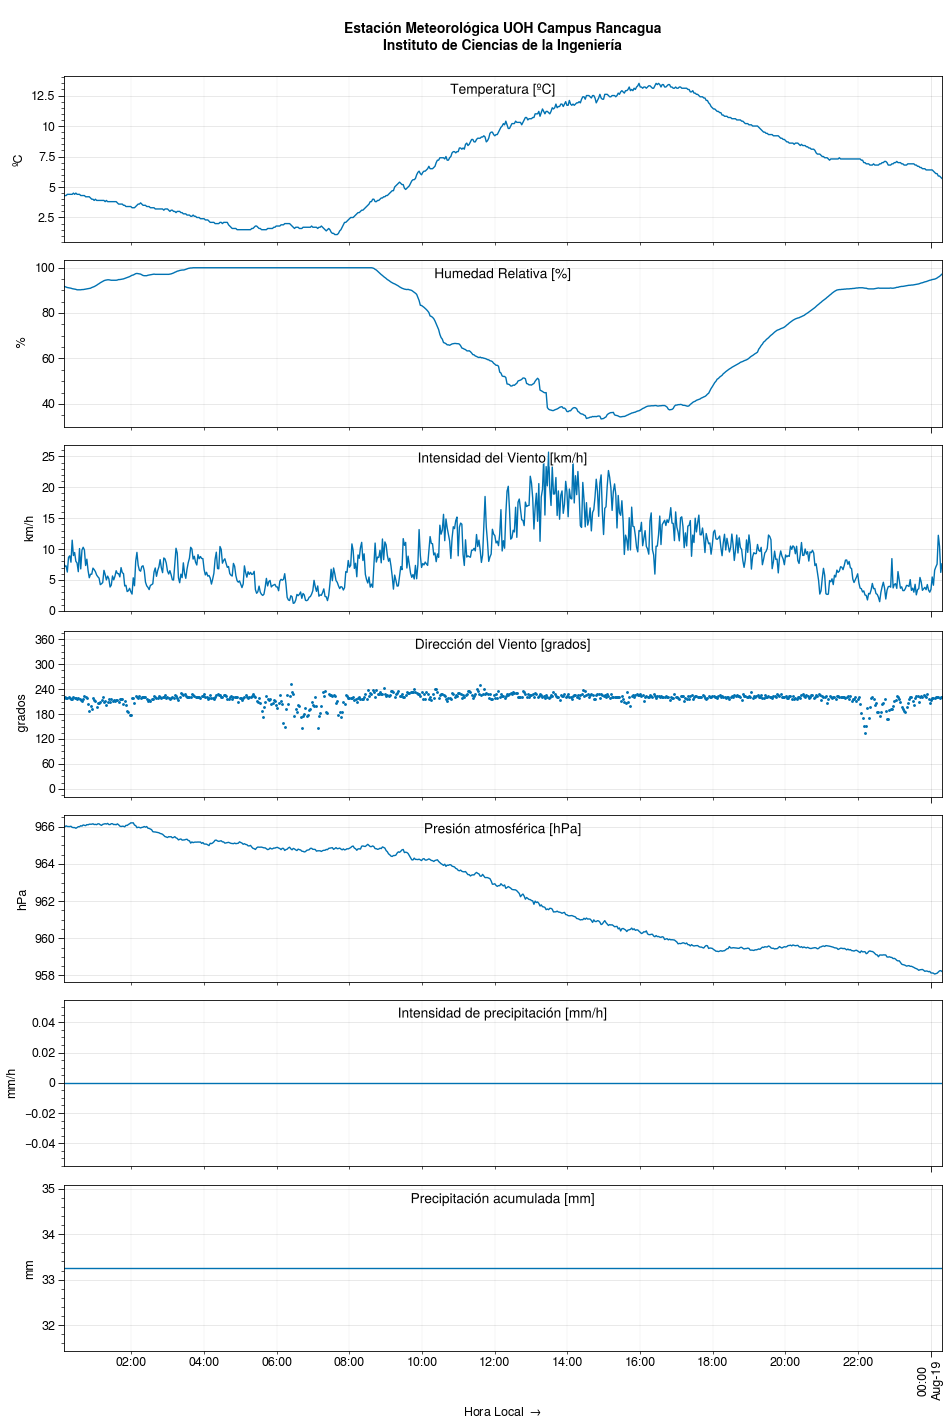 Estación Meteorológica UOH Campus Rancagua
Instituto de Ciencias de la Ingeniería
Temperatura [ºC]
ºC
12.5
10
7.5
5
2.5
Humedad Relativa [%]
%
100
80
60
40
Intensidad del Viento [km/h]
km/h
25
20
15
10
5
0
Dirección del Viento [grados]
grados
360
300
240
180
120
60
0
Presión atmosférica [hPa]
hPa
966
964
962
960
958
Intensidad de precipitación [mm/h]
mm/h
0.04
0.02
0
−0.02
−0.04
Precipitación acumulada [mm]
mm
35
34
33
32
02:00 04:00 06:00 08:00 10:00 12:00 14:00 16:00 18:00 20:00 22:00
00:00
Aug-19
Hora Local →